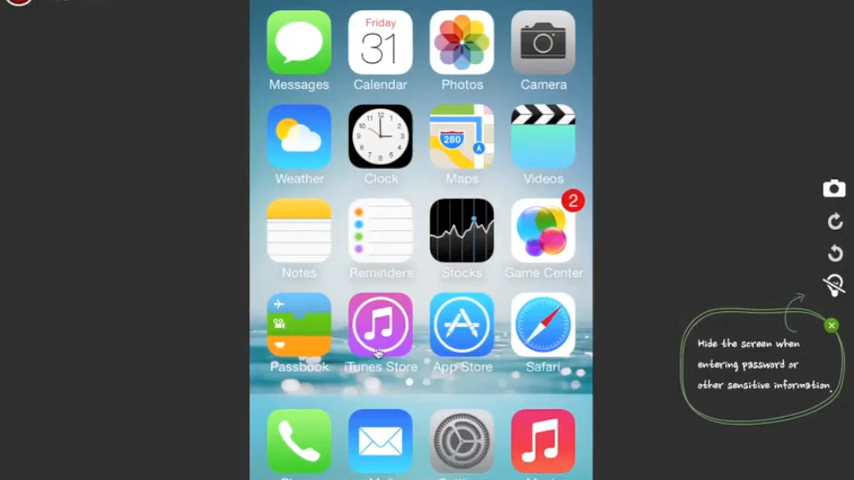 Friday
31
Messages
Calendar
Photos
Camera
280
A
Weather
Clock
Maps
Videos
2
Notes
Reminders
Stocks
Game Center
Passbook
iTunes Store
App Store
Safari
Hide the screen when
entering password or
other sensitive information.